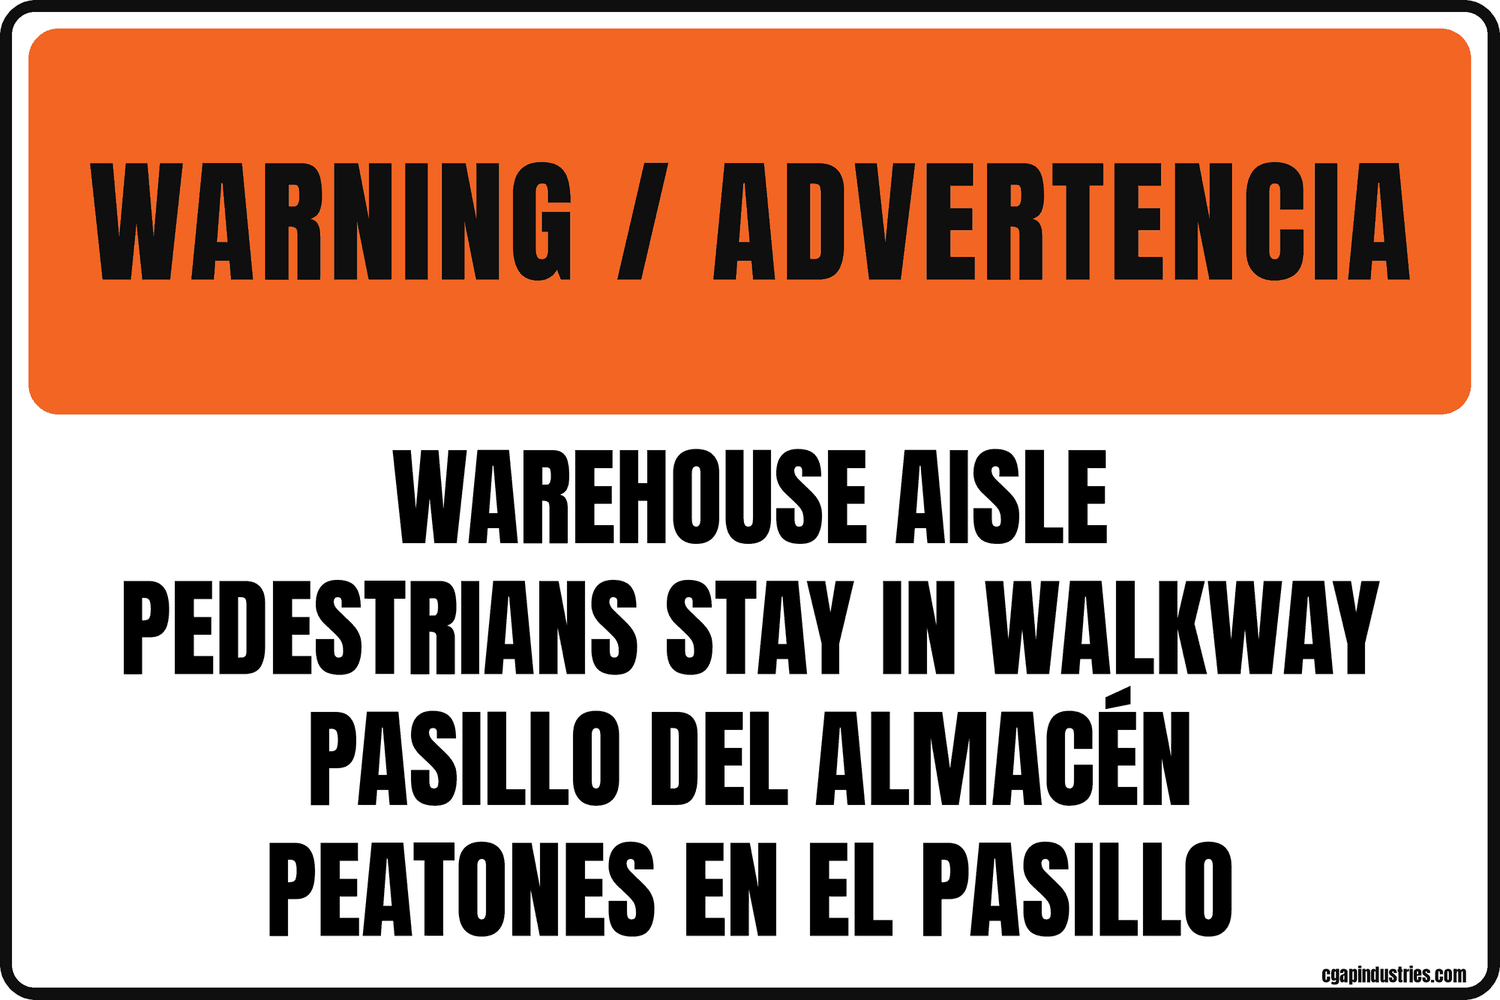 WARNING / ADVERTENCIA
WAREHOUSE AISLE
PEDESTRIANS STAY IN WALKWAY
PASILLO DEL ALMACÉN
PEATONES EN EL PASILLO
cgapindustries.com